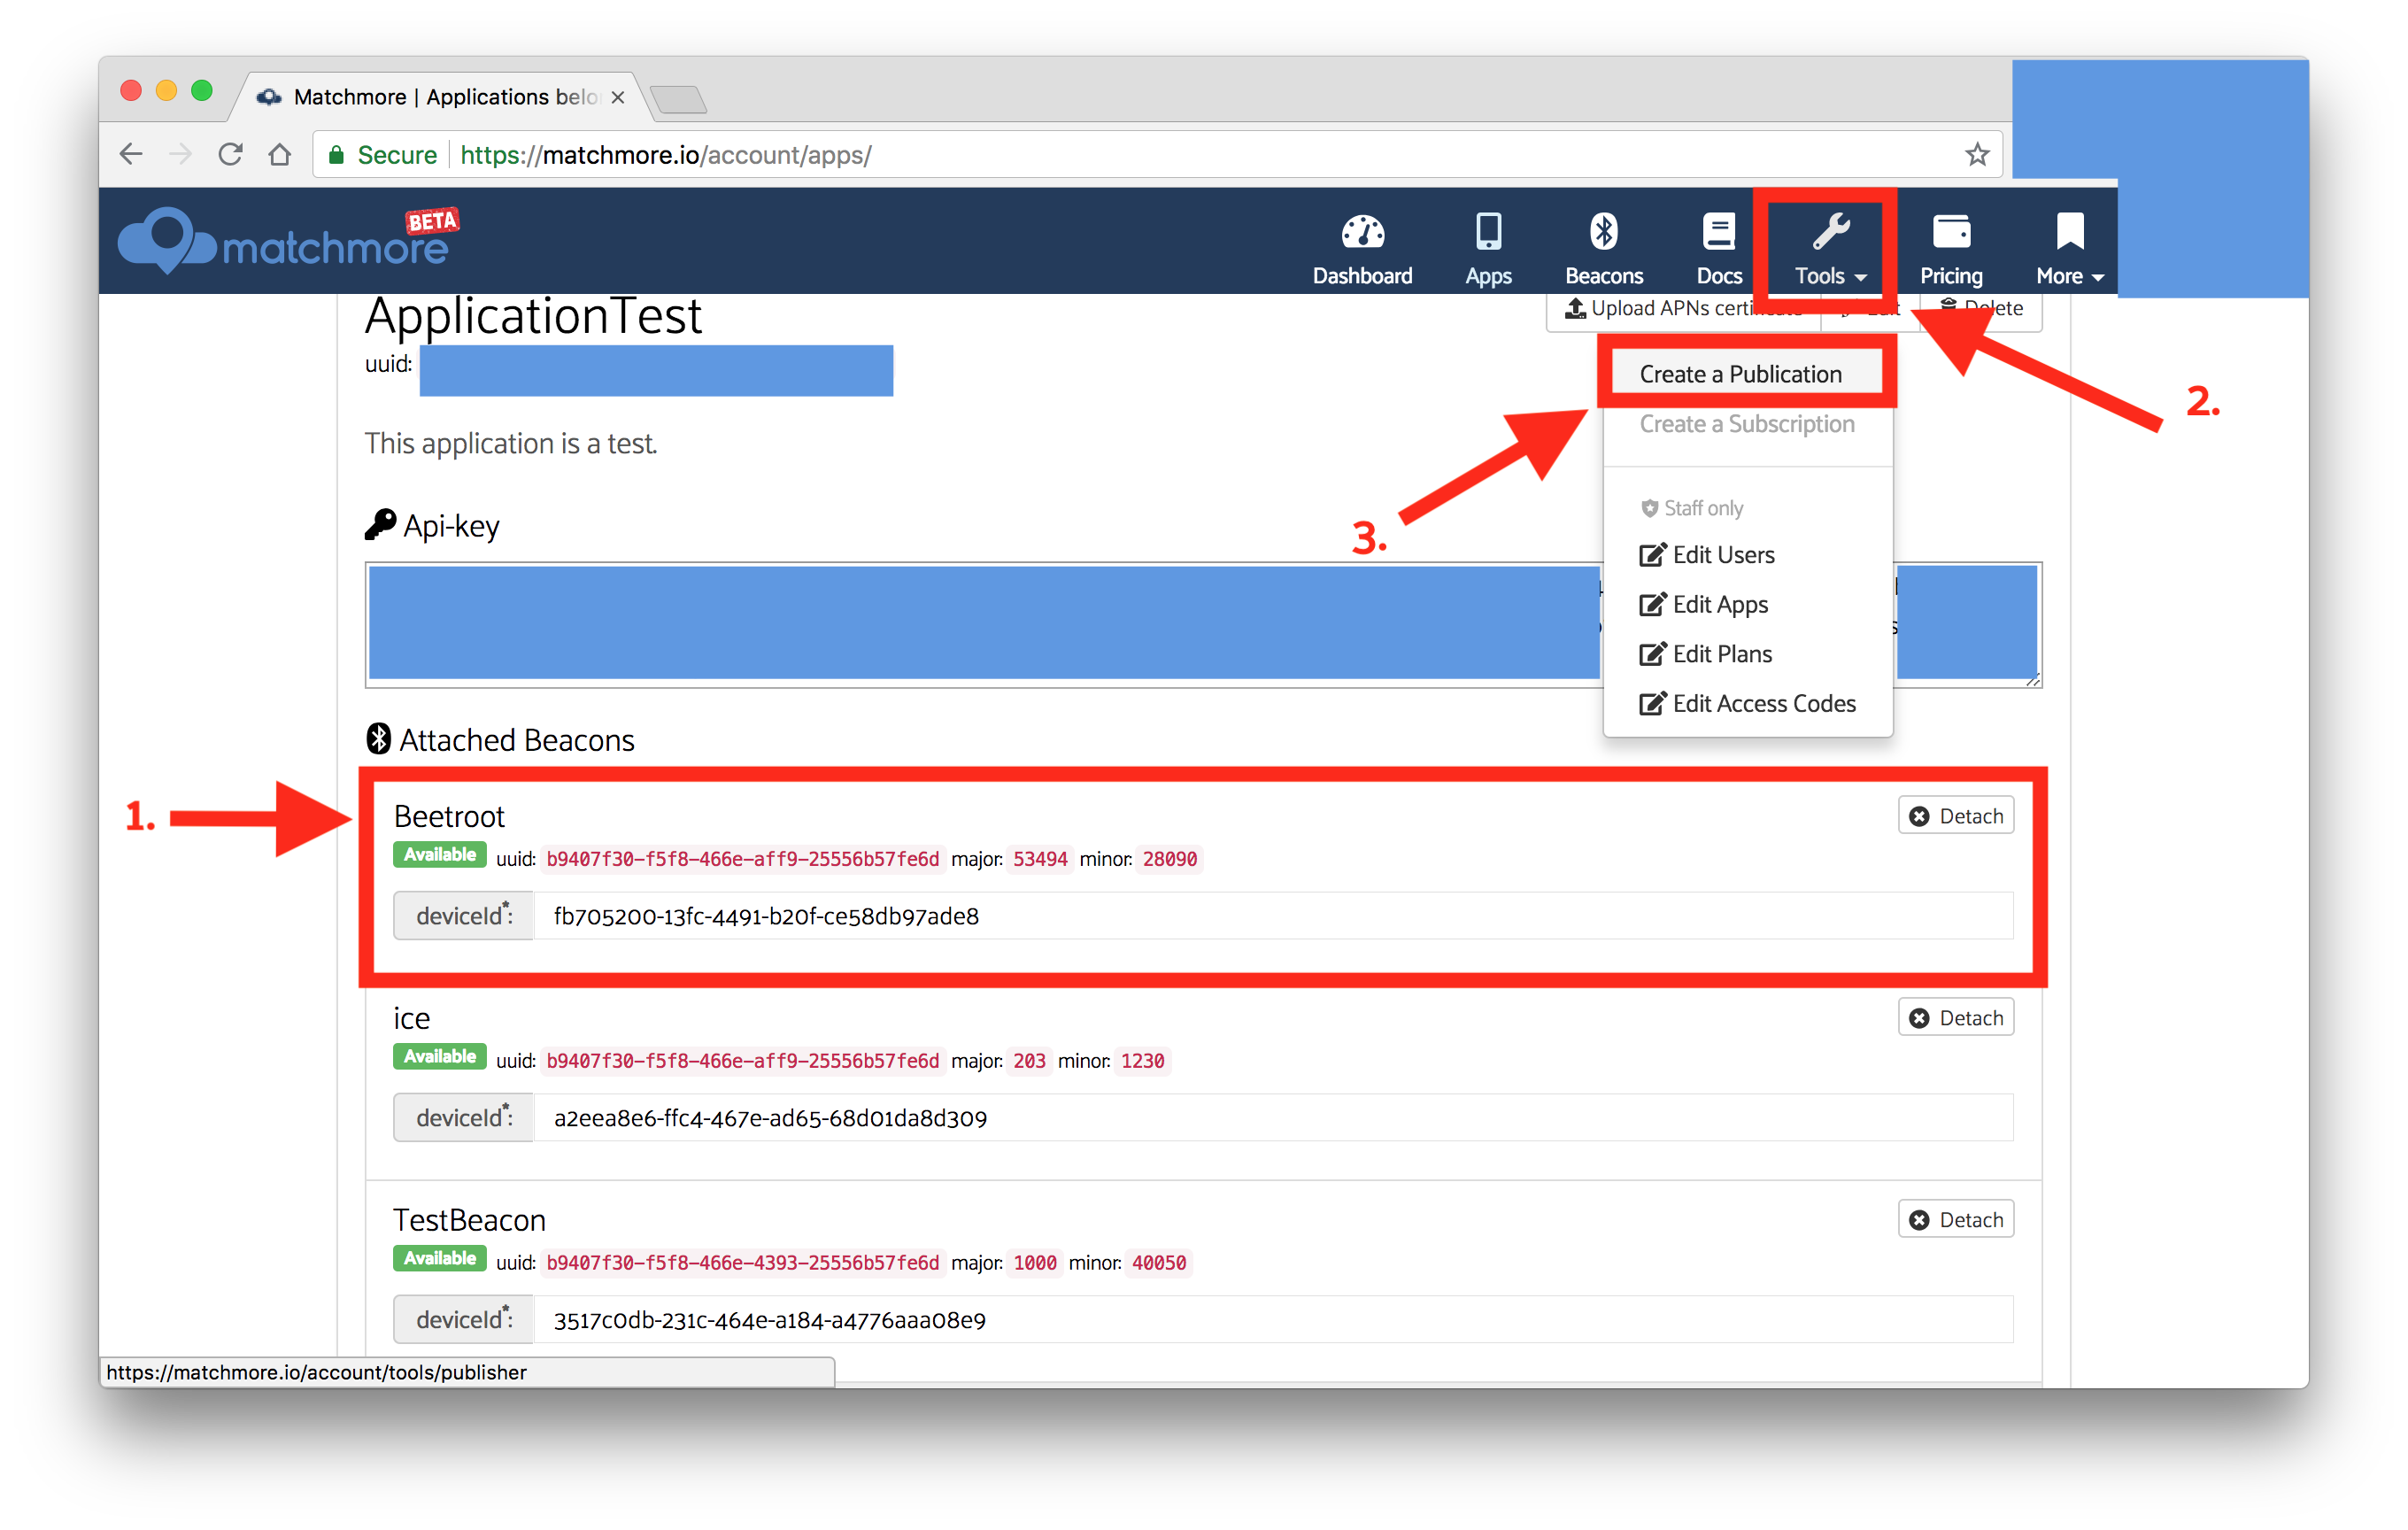 Matchmore | Applications belo
Secure https://matchmore.io/account/apps/
matchmore BETA
Dashboard Apps Beacons Docs Tools Pricing More
ApplicationTest
Upload APNs certificate Edit Delete
uuid:
Create a Publication
2.
Create a Subscription
This application is a test.
Staff only
Api-key
3.
Edit Users
Edit Apps
Edit Plans
Edit Access Codes
Attached Beacons
1.
Beetroot
Detach
Available uuid: b9407f30-f5f8-466e-aff9-25556b57fe6d major: 53494 minor: 28090
deviceId*: fb705200-13fc-4491-b20f-ce58db97ade8
ice
Detach
Available uuid: b9407f30-f5f8-466e-aff9-25556b57fe6d major: 203 minor: 1230
deviceId*: a2eea8e6-ffc4-467e-ad65-68d01da8d309
TestBeacon
Detach
Available uuid: b9407f30-f5f8-466e-4393-25556b57fe6d major: 1000 minor: 40050
deviceId*: 3517c0db-231c-464e-a184-a4776aaa08e9
https://matchmore.io/account/tools/publisher